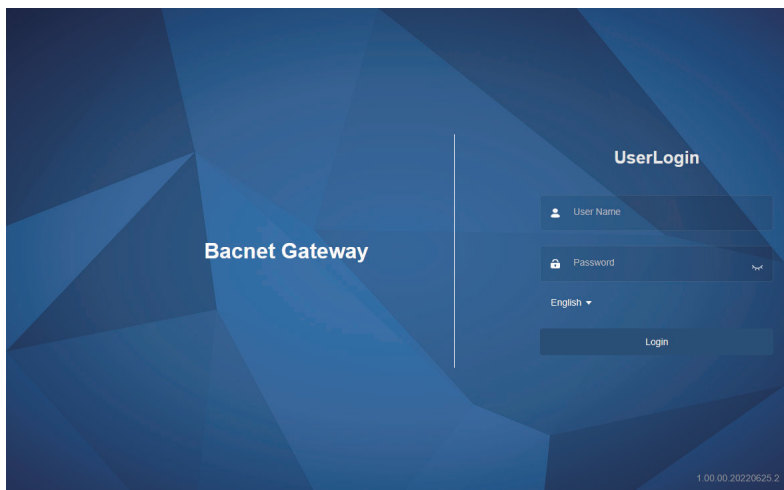 UserLogin
User Name
Bacnet Gateway
Password
English
Login
1.00.00.20220625.2